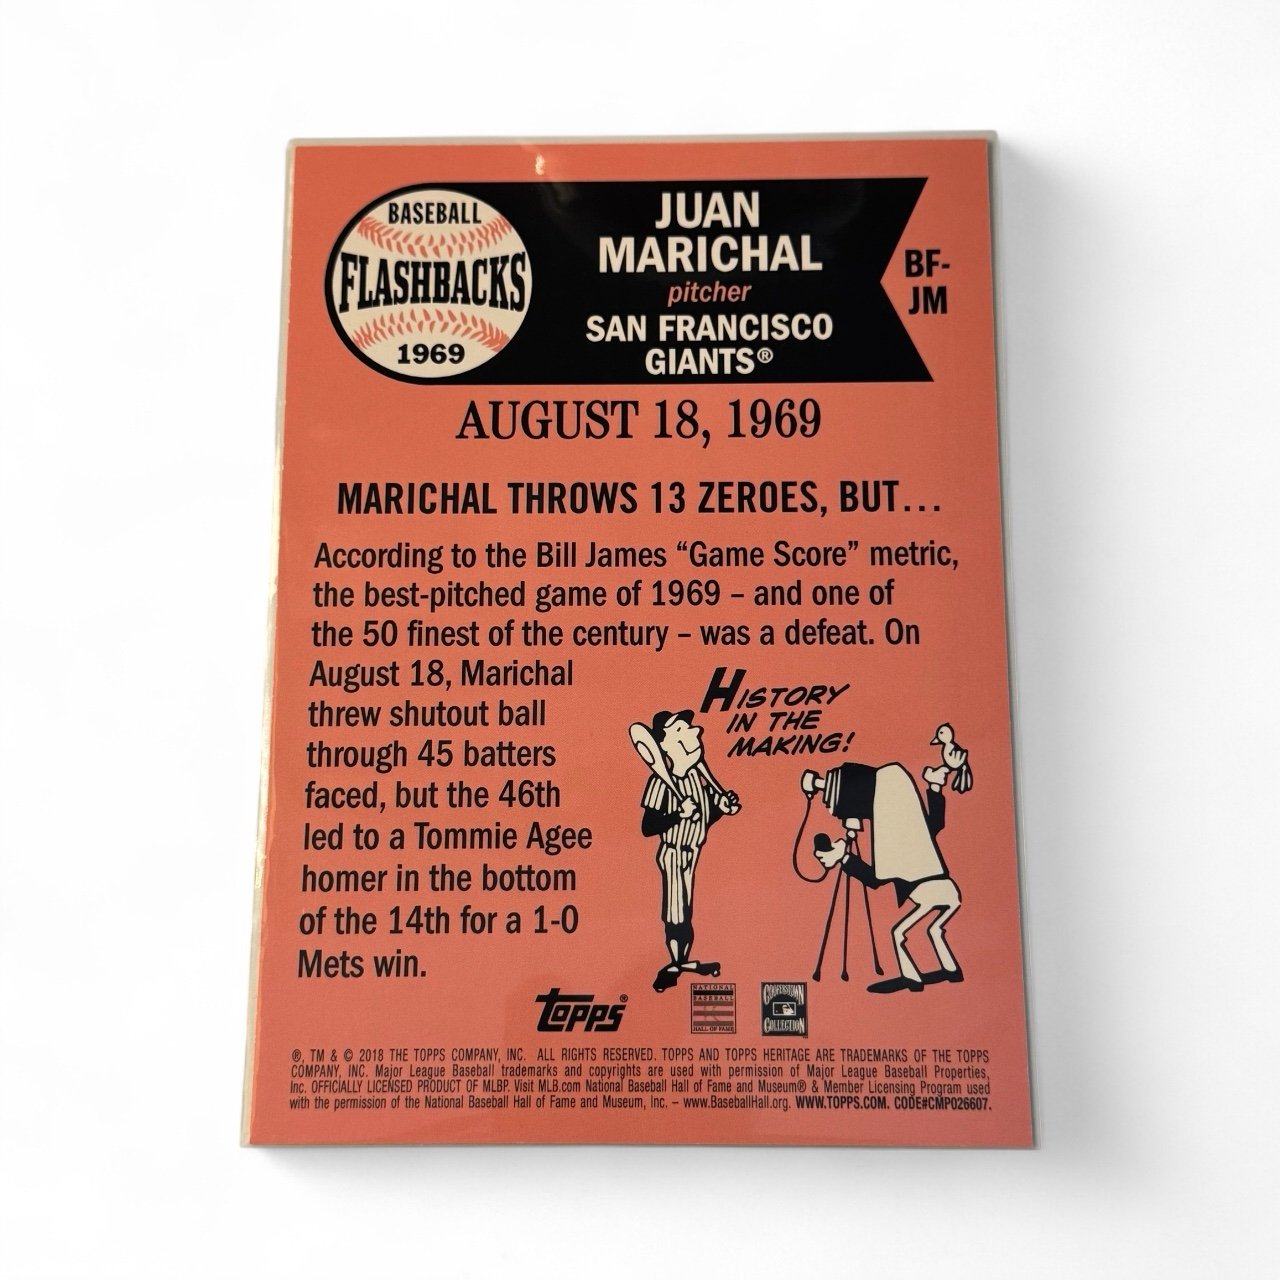 BASEBALL
FLASHBACKS
1969
JUAN
MARICHAL
pitcher
SAN FRANCISCO
GIANTS®
BF-
JM
AUGUST 18, 1969
MARICHAL THROWS 13 ZEROES, BUT...
According to the Bill James “Game Score” metric,
the best-pitched game of 1969 – and one of
the 50 finest of the century – was a defeat. On
August 18, Marichal
threw shutout ball
through 45 batters
faced, but the 46th
led to a Tommie Agee
homer in the bottom
of the 14th for a 1-0
Mets win.
HISTORY
IN THE
MAKING!
topps®
NATIONAL
BASEBALL
HALL OF FAME
COOPERSTOWN
COLLECTION
®, TM & © 2018 THE TOPPS COMPANY, INC. ALL RIGHTS RESERVED. TOPPS AND TOPPS HERITAGE ARE TRADEMARKS OF THE TOPPS
COMPANY, INC. Major League Baseball trademarks and copyrights are used with permission of Major League Baseball Properties,
Inc. OFFICIALLY LICENSED PRODUCT OF MLBP. Visit MLB.com National Baseball Hall of Fame and Museum® & Member Licensing Program used
with the permission of the National Baseball Hall of Fame and Museum, Inc. – www.BaseballHall.org. WWW.TOPPS.COM. CODE#CMP026607.